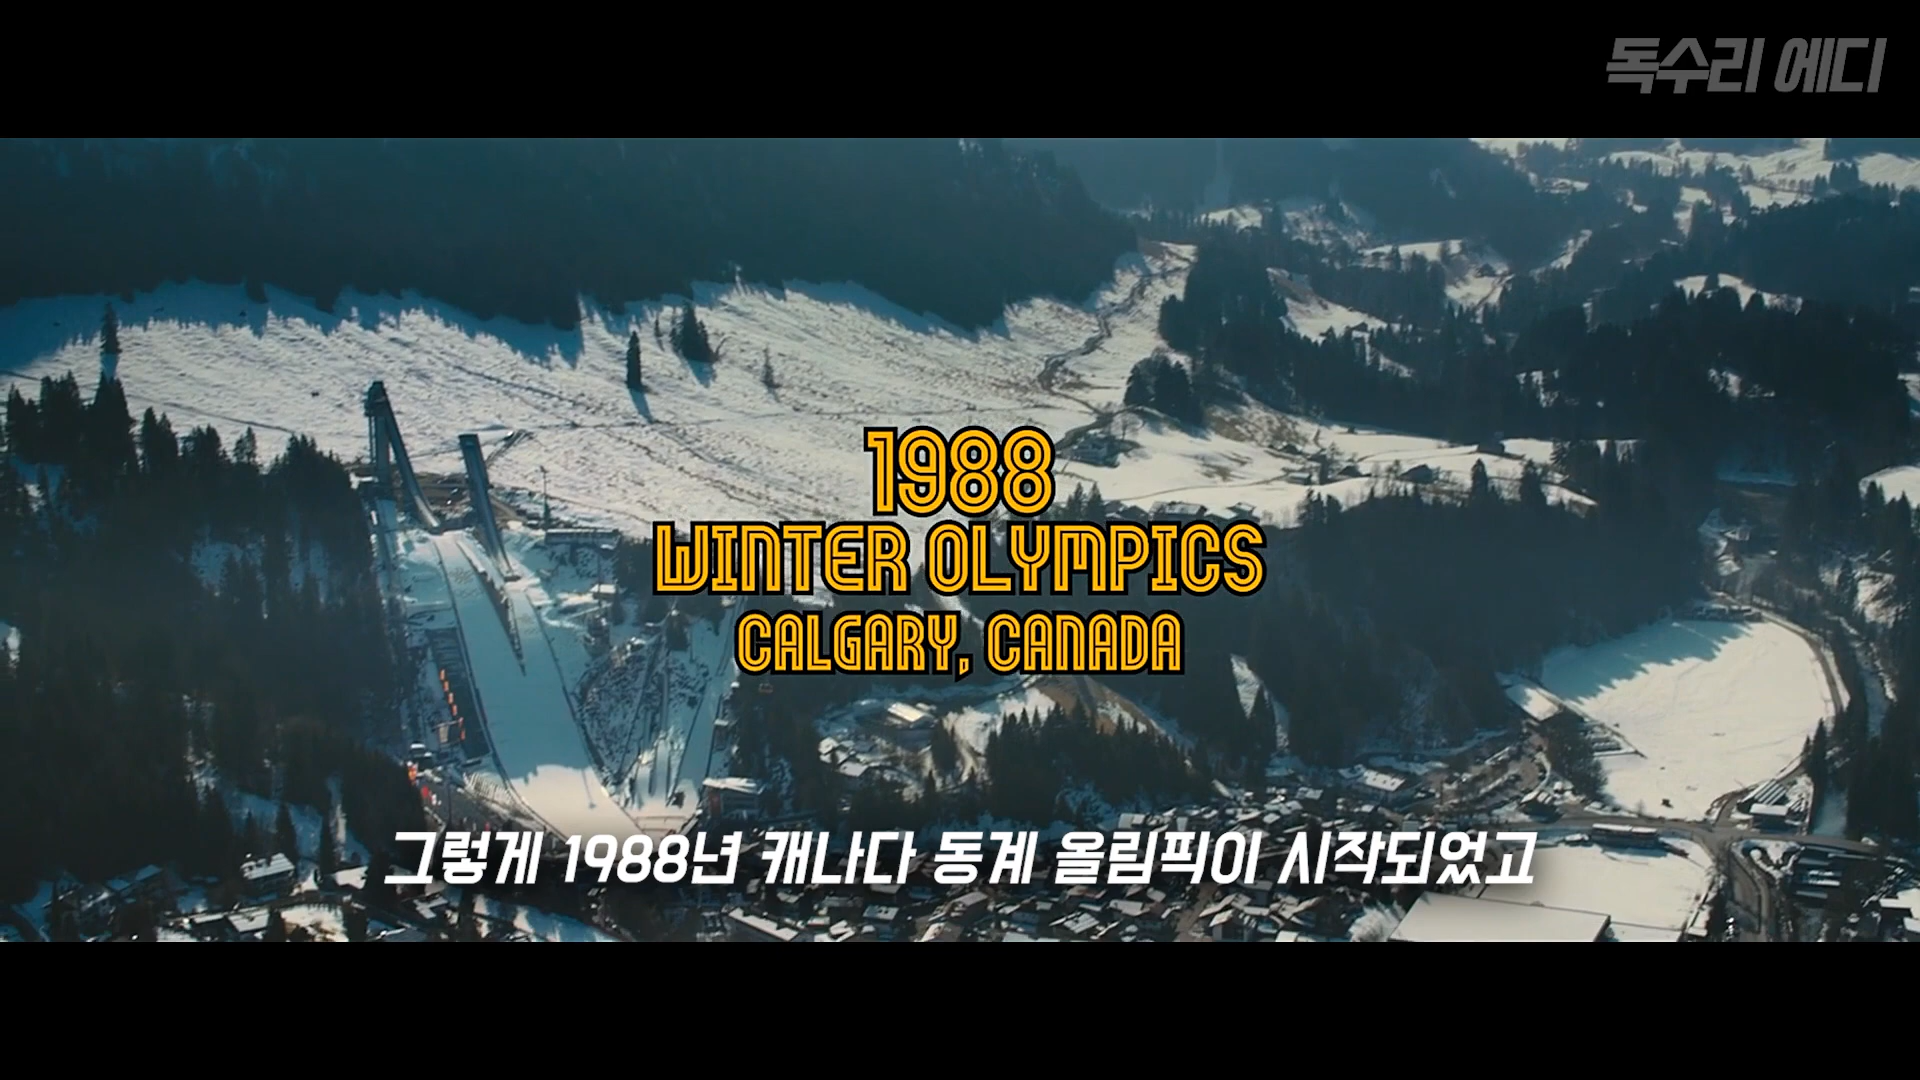 독수리 에디
1988
WINTER OLYMPICS
CALGARY, CANADA
그렇게 1988년 캐나다 동계 올림픽이 시작되었고